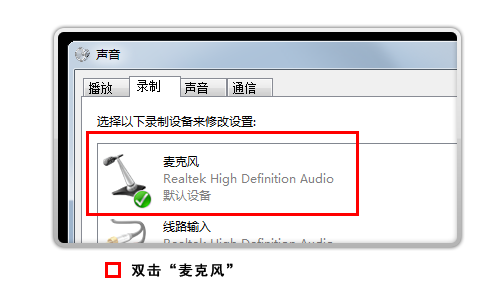 声音
播放 录制 声音 通信
选择以下录制设备来修改设置:
麦克风
Realtek High Definition Audio
默认设备
线路输入
Realtek High Definition Audio
双击“麦克风”